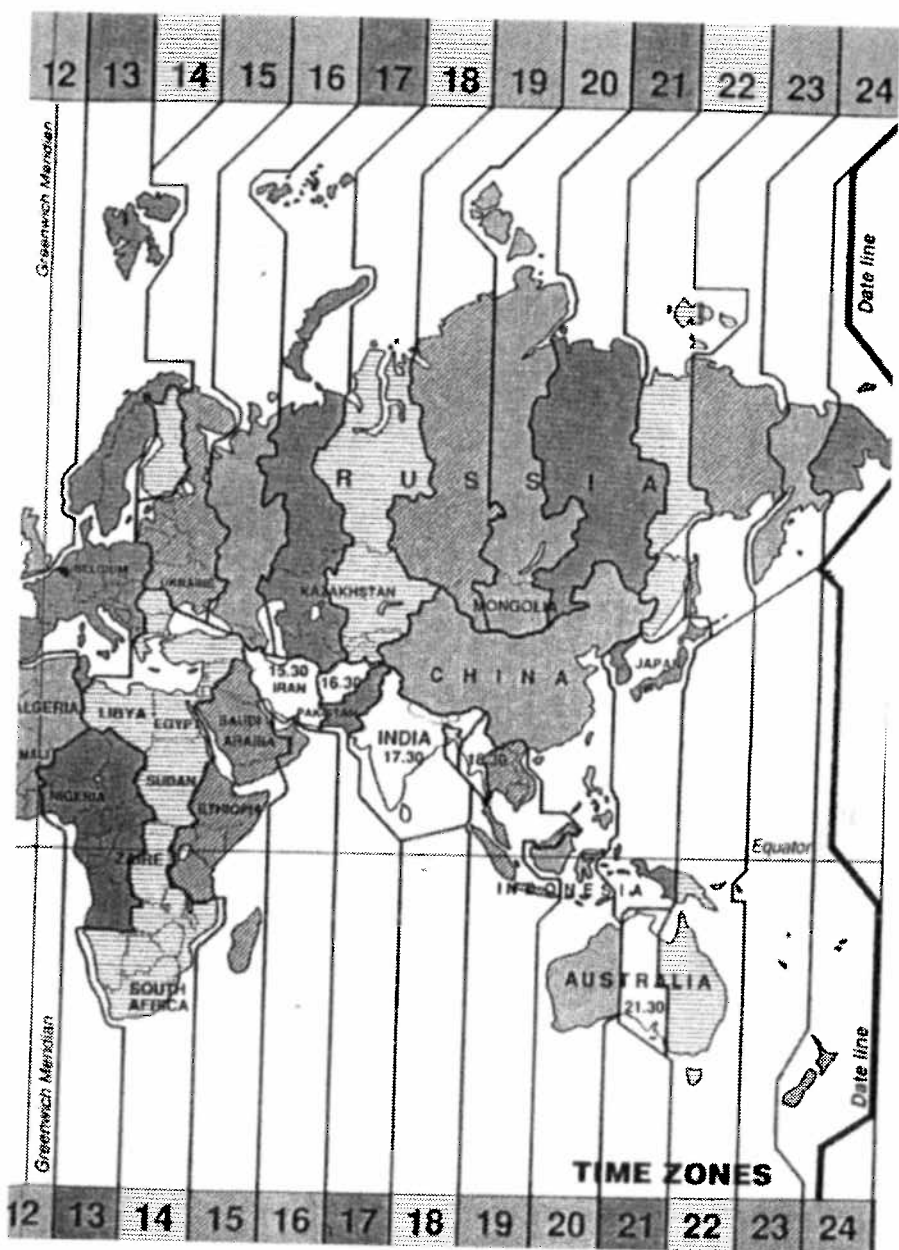 12 13 14 15 16 17 18 19 20 21 22 23 24
Greenwich Meridien
Date line
RUSSIA
BELGIUM
UKRAINE
KAZAKHSTAN
MONGOLIA
15.30
IRAN
16.30
CHINA
JAPAN
ALGERIA
LIBYA
EGYPT
SAUDI
ARABIA
PAKISTAN
INDIA
17.30
18.30
MALI
NIGERIA
SUDAN
ETHIOPIA
ZAIRE
Equator
INDONESIA
SOUTH
AFRICA
AUSTRALIA
21.30
Greenwich Meridian
Date line
TIME ZONES
12 13 14 15 16 17 18 19 20 21 22 23 24